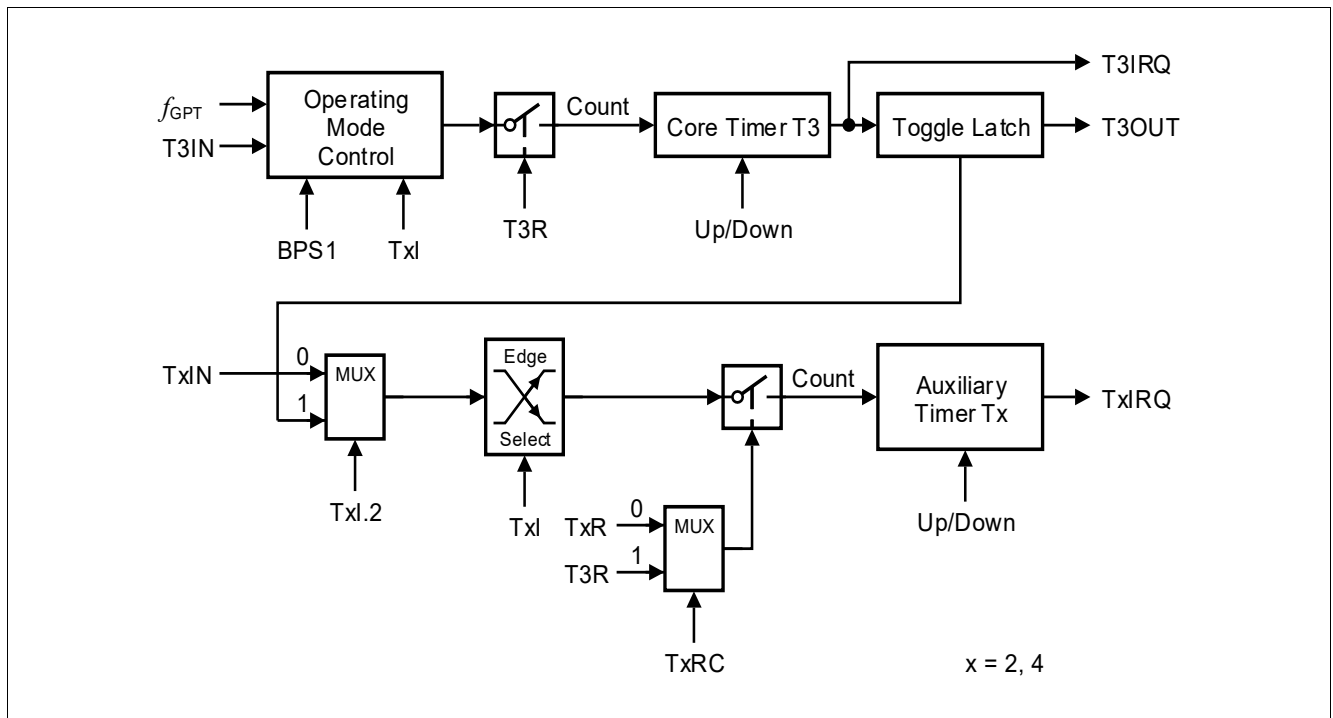 T3IRQ
fGPT
Operating
Mode
Control
Count
Core Timer T3
Toggle Latch
T3OUT
T3IN
BPS1
TxI
T3R
Up/Down
TxIN
0
1
MUX
TxI.2
Edge
Select
TxI
Count
Auxiliary
Timer Tx
TxIRQ
TxR
0
T3R
1
MUX
TxRC
Up/Down
x = 2, 4